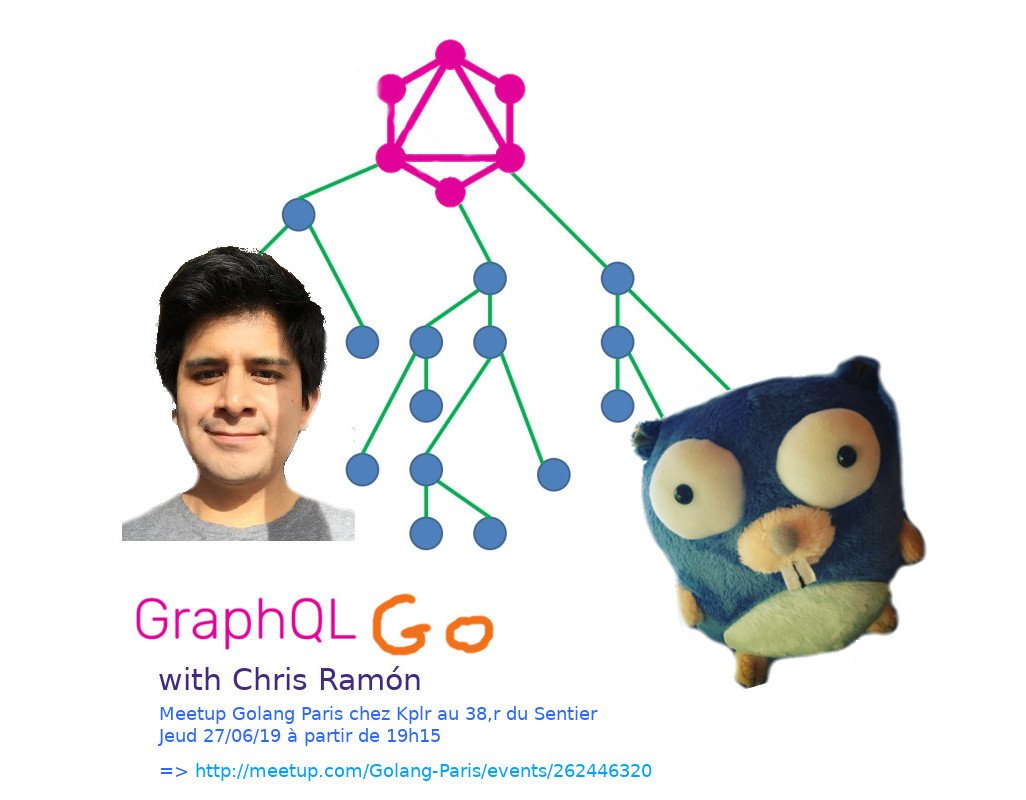 GraphQL Go
with Chris Ramón
Meetup Golang Paris chez Kplr au 38,r du Sentier
Jeud 27/06/19 à partir de 19h15
=> http://meetup.com/Golang-Paris/events/262446320